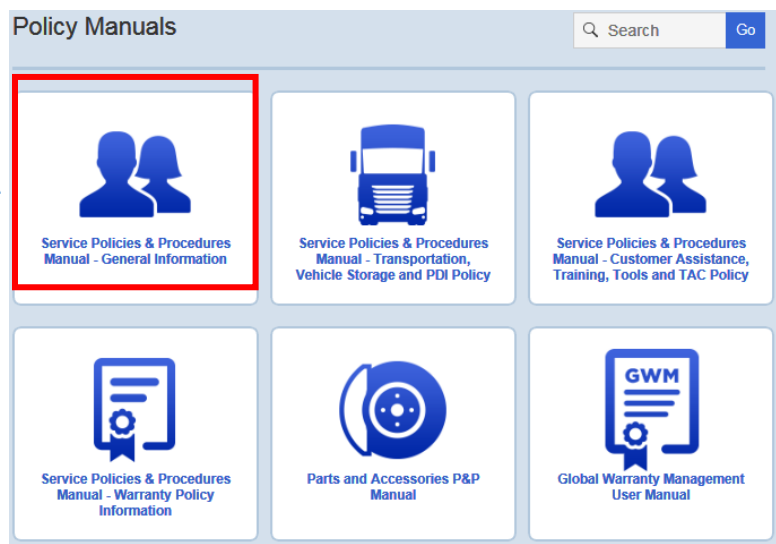 Policy Manuals
Search
Go
Service Policies & Procedures
Manual - General Information
Service Policies & Procedures
Manual - Transportation,
Vehicle Storage and PDI Policy
Service Policies & Procedures
Manual - Customer Assistance,
Training, Tools and TAC Policy
Service Policies & Procedures
Manual - Warranty Policy
Information
Parts and Accessories P&P
Manual
GWM
Global Warranty Management
User Manual